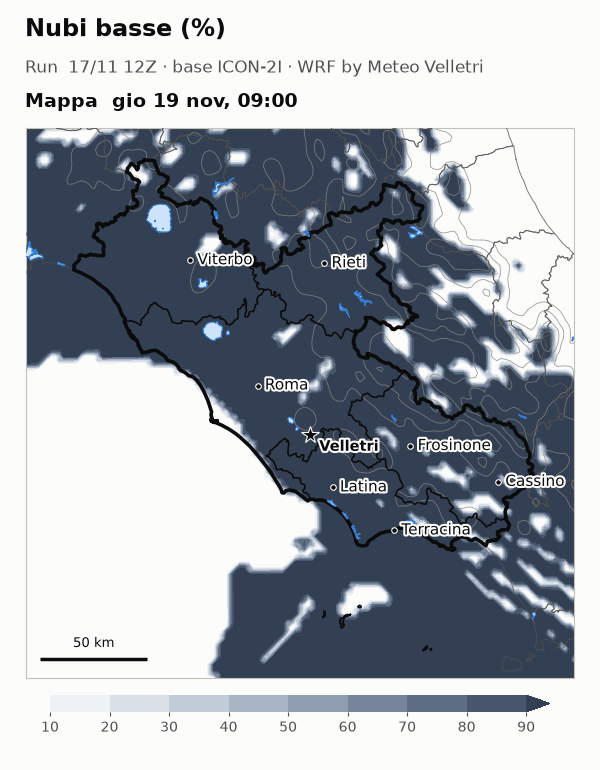 Nubi basse (%)
Run  17/11 12Z · base ICON-2I · WRF by Meteo Velletri
Mappa  gio 19 nov, 09:00
Viterbo
Rieti
Roma
Velletri
Frosinone
Cassino
Latina
Terracina
50 km
10 20 30 40 50 60 70 80 90